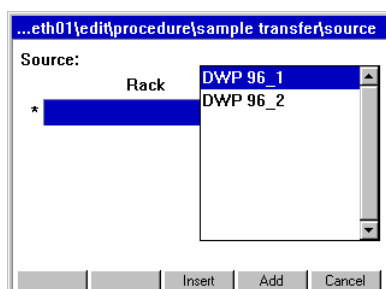 ...eth01\edit\procedure\sample transfer\source
Source:
Rack
DWP 96_1
DWP 96_2
*
Insert Add Cancel